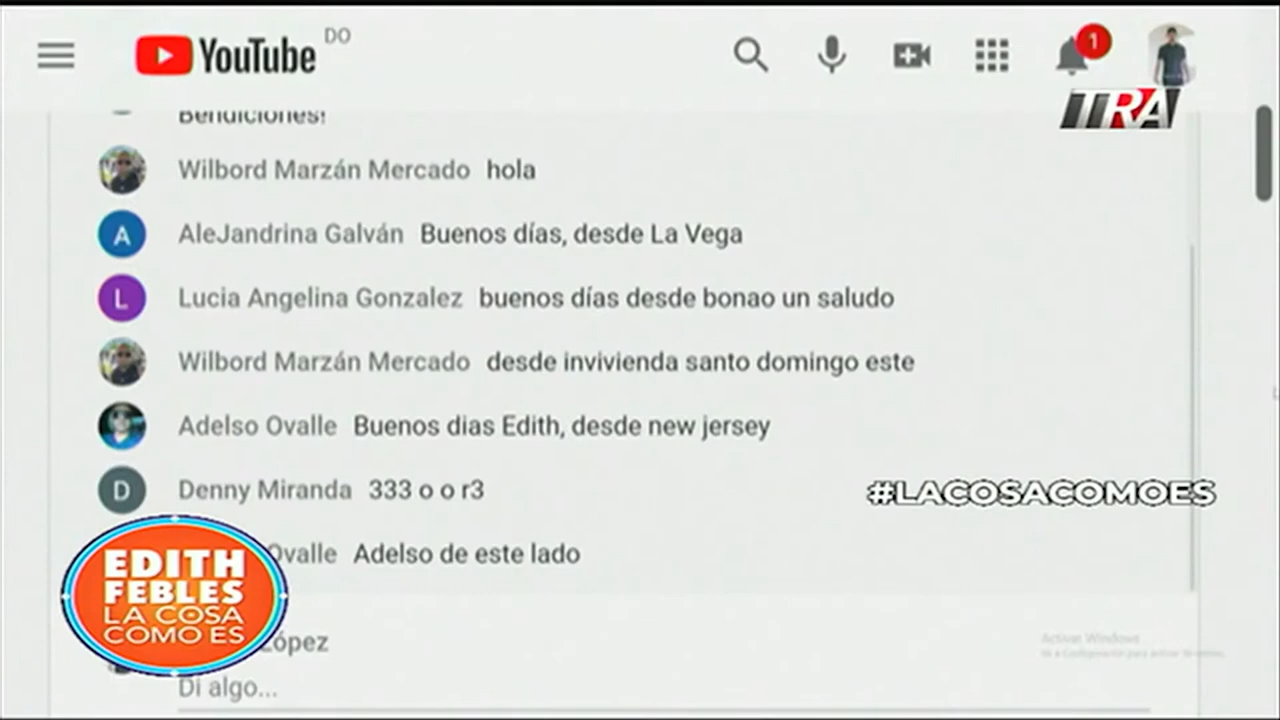 YouTube DO
1
TRA
Bendiciones!
Wilbord Marzán Mercado hola
A AleJandrina Galván Buenos días, desde La Vega
L Lucia Angelina Gonzalez buenos días desde bonao un saludo
Wilbord Marzán Mercado desde invivienda santo domingo este
Adelso Ovalle Buenos dias Edith, desde new jersey
D Denny Miranda 333 o o r3
#LACOSACOMOES
Ovalle Adelso de este lado
EDITH
FEBLES
LA COSA
COMO ES
López
Activar Windows
Di algo...